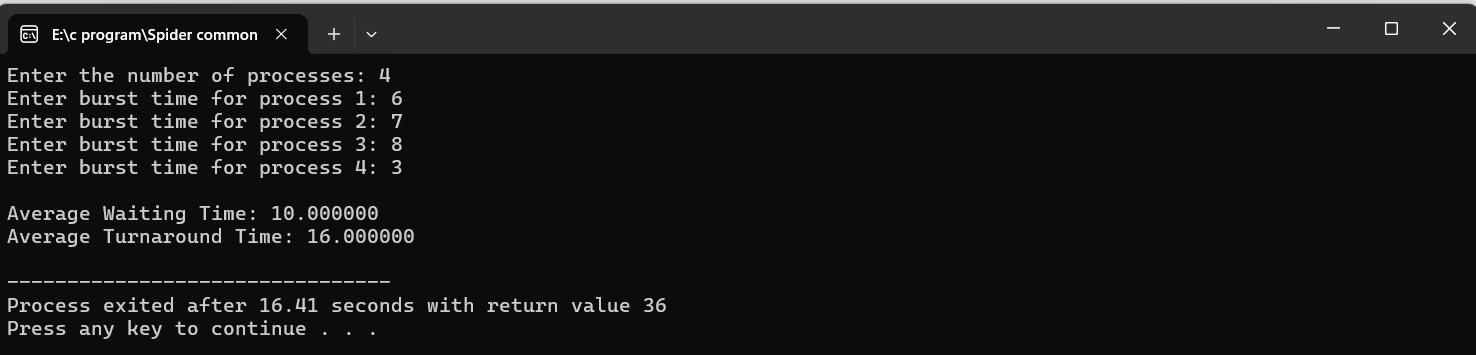 E:\c program\Spider common
Enter the number of processes: 4
Enter burst time for process 1: 6
Enter burst time for process 2: 7
Enter burst time for process 3: 8
Enter burst time for process 4: 3
Average Waiting Time: 10.000000
Average Turnaround Time: 16.000000
--------------------------------
Process exited after 16.41 seconds with return value 36
Press any key to continue . . .